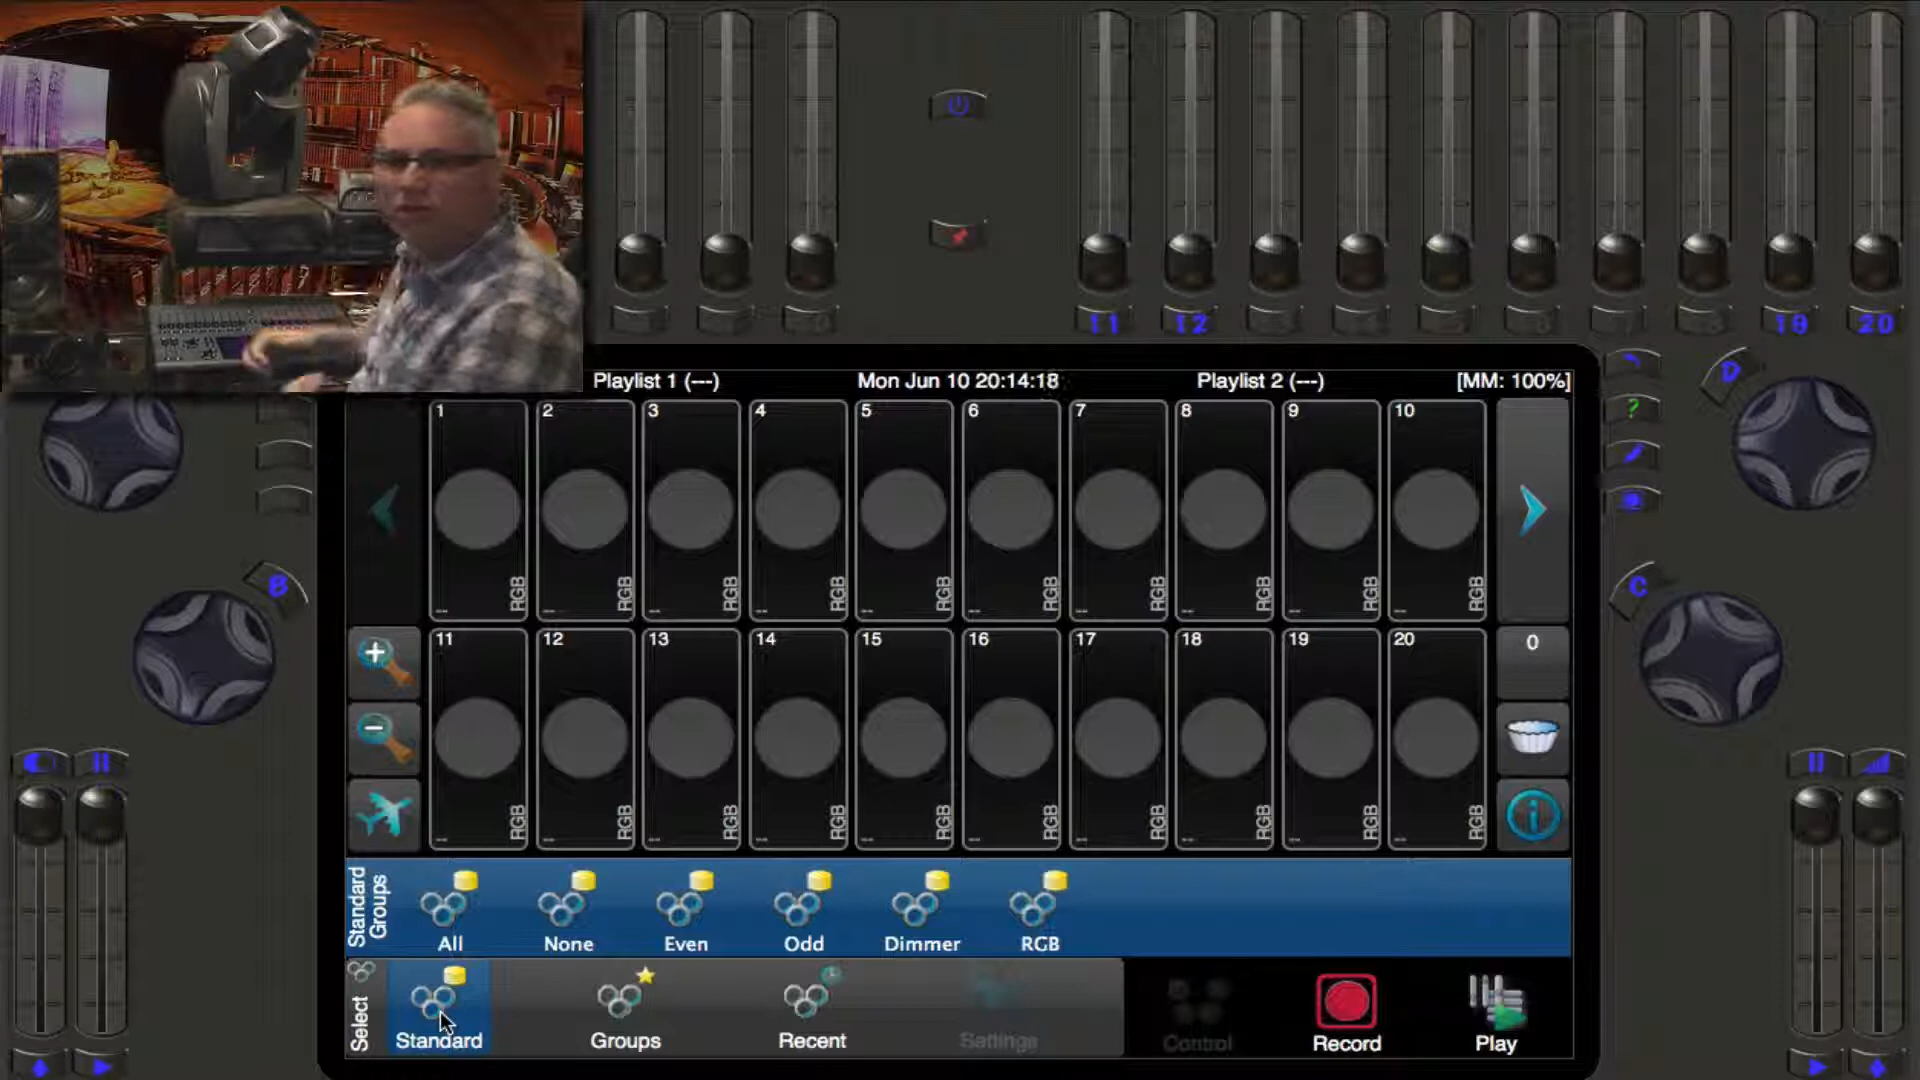 11 12 19 20
Playlist 1 (---) Mon Jun 10 20:14:18 Playlist 2 (---) [MM: 100%]
D
?
1 2 3 4 5 6 7 8 9 10
RGB RGB RGB RGB RGB RGB RGB RGB RGB RGB
B
C
11 12 13 14 15 16 17 18 19 20
0
RGB RGB RGB RGB RGB RGB RGB RGB RGB RGB
Standard
Groups
All None Even Odd Dimmer RGB
Select
Standard Groups Recent Settings Control Record Play